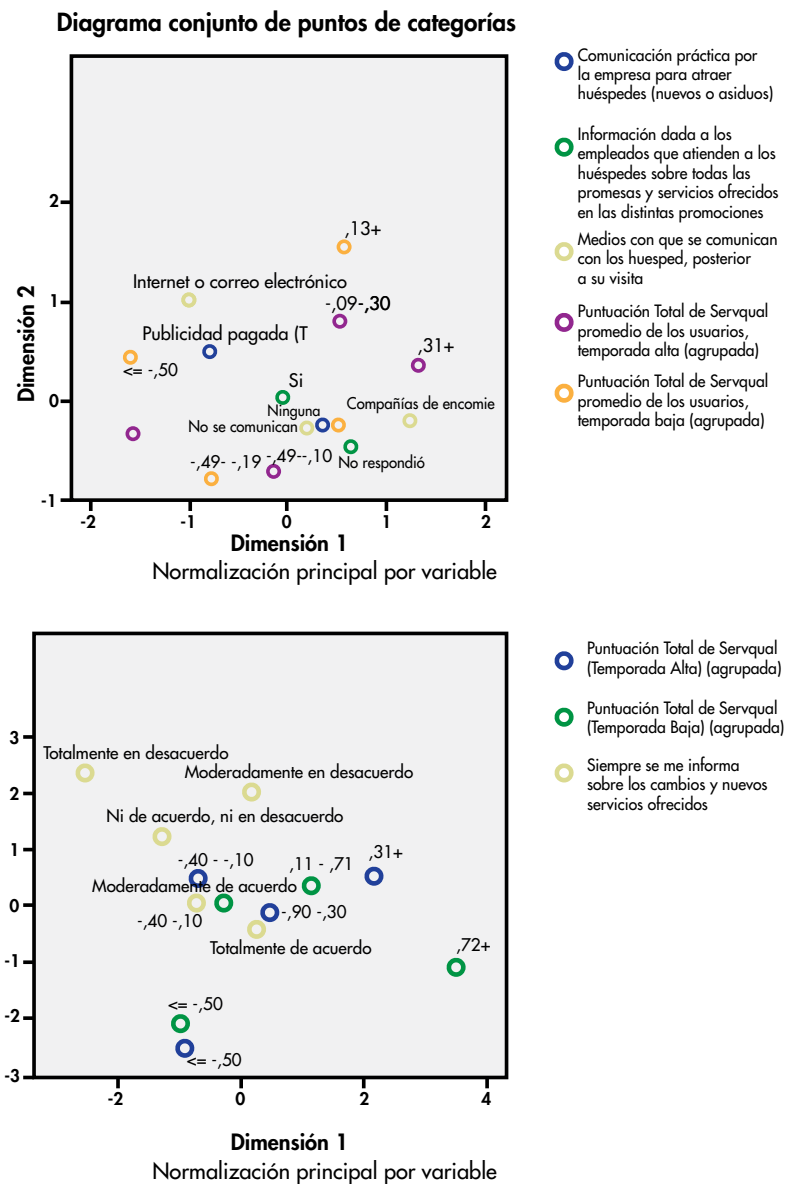 Diagrama conjunto de puntos de categorías
Comunicación práctica por
la empresa para atraer
huéspedes (nuevos o asiduos)
Información dada a los
empleados que atienden a los
huéspedes sobre todas las
promesas y servicios ofrecidos
en las distintas promociones
Medios con que se comunican
con los huesped, posterior
a su visita
Puntuación Total de Servqual
promedio de los usuarios,
temporada alta (agrupada)
Puntuación Total de Servqual
promedio de los usuarios,
temporada baja (agrupada)
Dimensión 2
2
1
0
-1
,13+
Internet o correo electrónico
-,09-,30
Publicidad pagada (T
,31+
<= -,50
Si
Ninguna
Compañías de encomie
No se comunican
-,49- -,19
-,49--,10
No respondió
-2
-1
0
1
2
Dimensión 1
Normalización principal por variable
Puntuación Total de Servqual
(Temporada Alta) (agrupada)
Puntuación Total de Servqual
(Temporada Baja) (agrupada)
Siempre se me informa
sobre los cambios y nuevos
servicios ofrecidos
3
2
1
0
-1
-2
-3
Totalmente en desacuerdo
Moderadamente en desacuerdo
Ni de acuerdo, ni en desacuerdo
-,40 - -,10
,11 - ,71
,31+
Moderadamente de acuerdo
-,40 -,10
-,90 -,30
Totalmente de acuerdo
,72+
<= -,50
<= -,50
-2
0
2
4
Dimensión 1
Normalización principal por variable